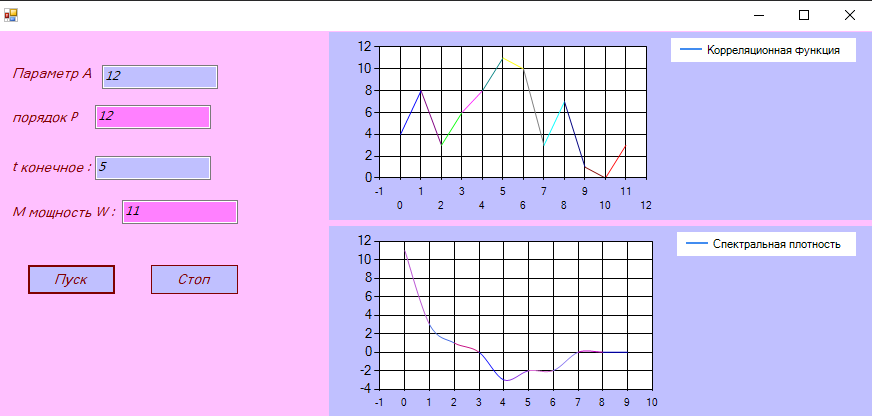 Параметр А 12
порядок P 12
t конечное : 5
М мощность W : 11
Пуск Стоп
Корреляционная функция
12
10
8
6
4
2
0
-1 1 3 5 7 9 11
0 2 4 6 8 10 12
Спектральная плотность
12
10
8
6
4
2
0
-2
-4
-1 0 1 2 3 4 5 6 7 8 9 10